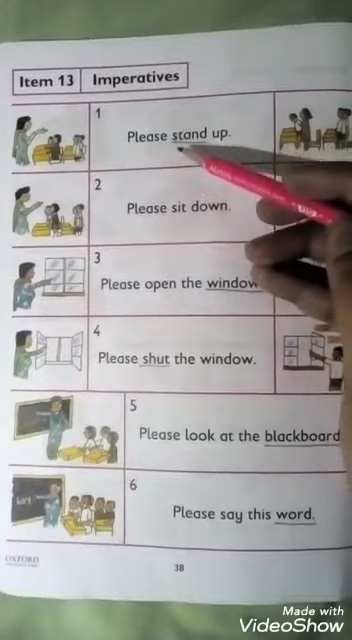 Item 13 Imperatives
1
Please stand up.
2
Please sit down.
3
Please open the window
4
Please shut the window.
5
Please look at the blackboard
6
Please say this word.
OXFORD
38
Made with
VideoShow